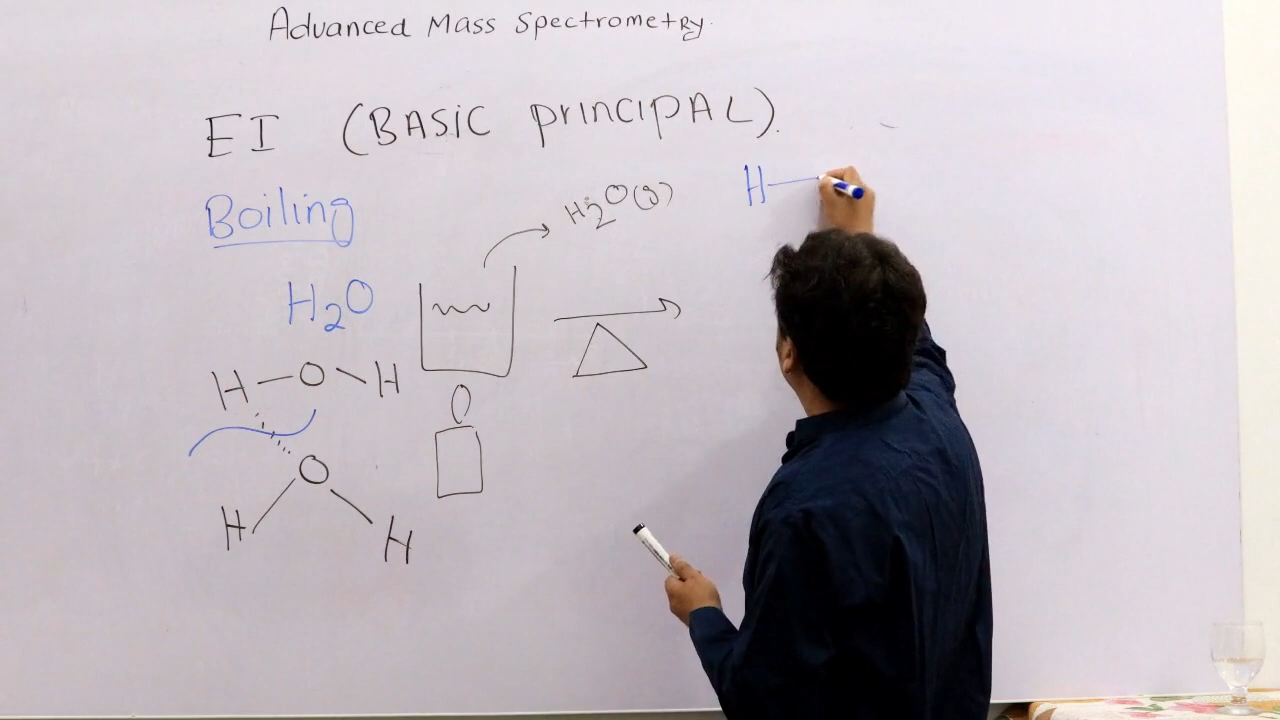 Advanced Mass Spectrometry.
EI (BASIC principAL).
Boiling
H₂O(g)
H—
H₂O
H—O—H
O
H H